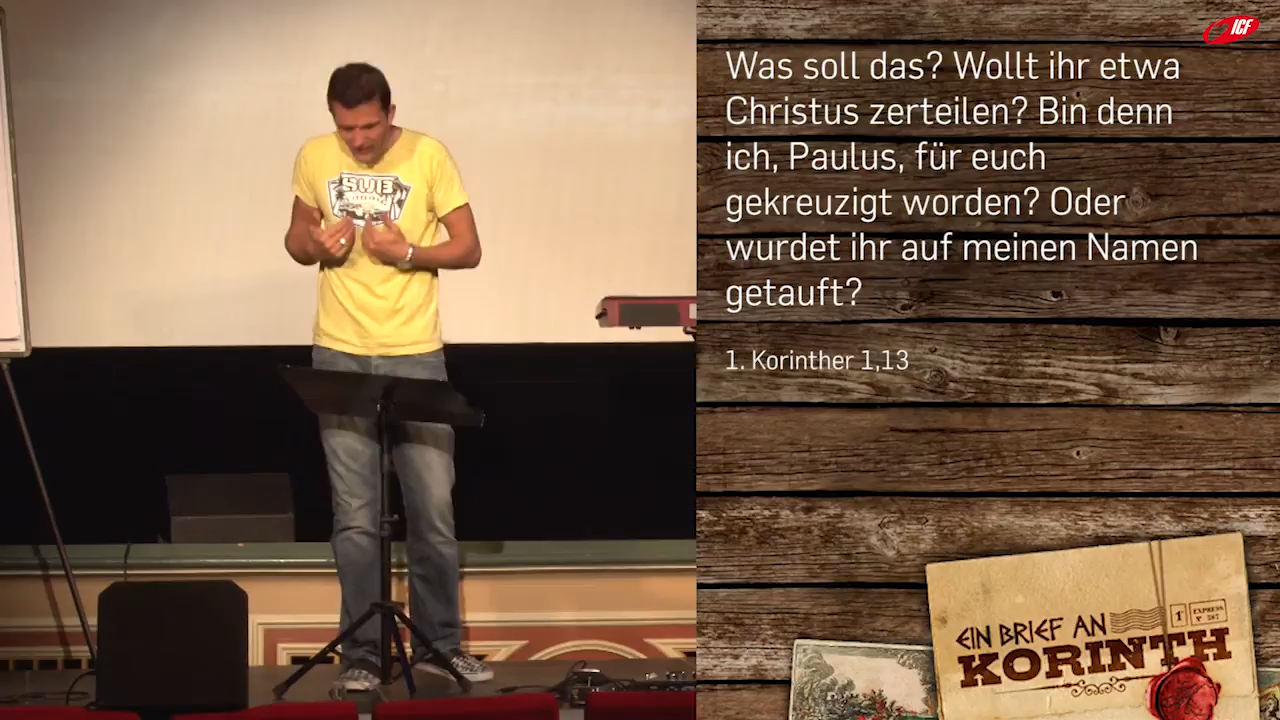 ICF
Was soll das? Wollt ihr etwa
Christus zerteilen? Bin denn
ich, Paulus, für euch
gekreuzigt worden? Oder
wurdet ihr auf meinen Namen
getauft?
1. Korinther 1,13
SUB
EIN BRIEF AN
KORINTH
1
EXPRESS